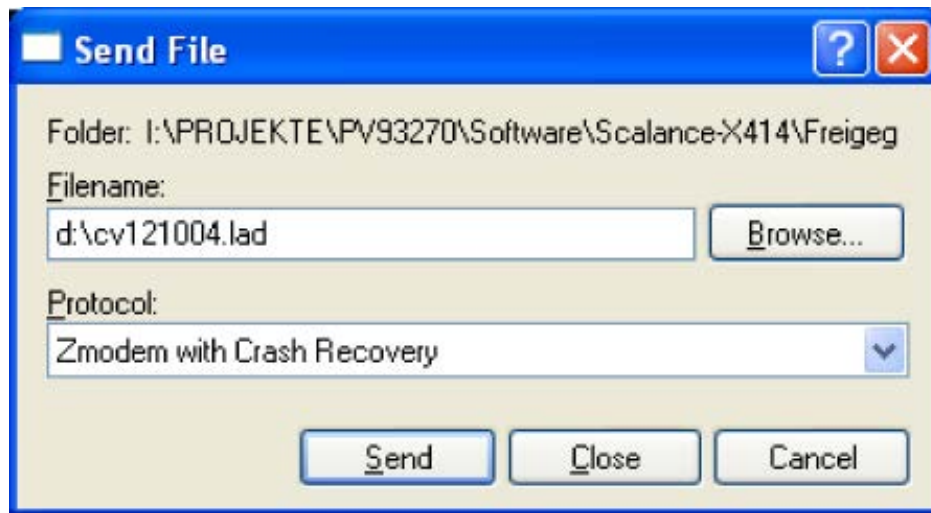 Send File
Folder: I:\PROJEKTE\PV93270\Software\Scalance-X414\Freigeg
Filename:
d:\cv121004.lad
Browse...
Protocol:
Zmodem with Crash Recovery
Send Close Cancel